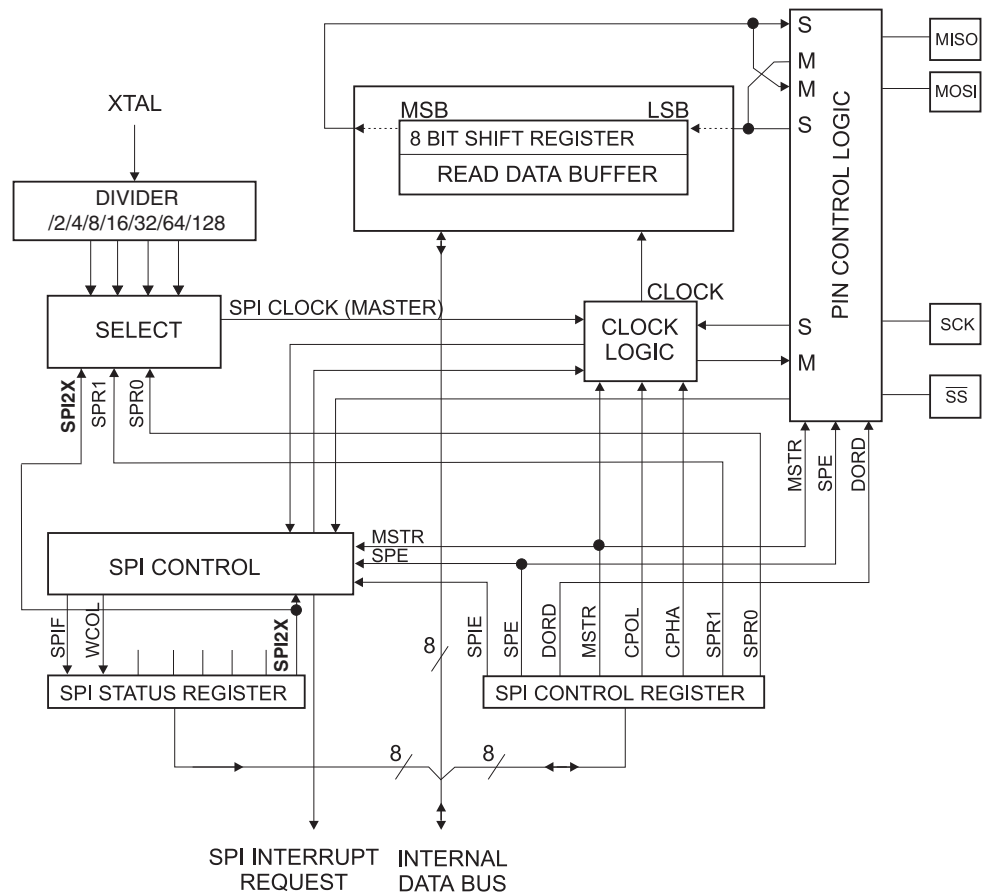 S
MISO
M
M
MOSI
XTAL
MSB
LSB
S
8 BIT SHIFT REGISTER
READ DATA BUFFER
DIVIDER
/2/4/8/16/32/64/128
PIN CONTROL LOGIC
SPI CLOCK (MASTER)
CLOCK
SELECT
CLOCK
LOGIC
S
M
SCK
SS
SPI2X
SPR1
SPR0
MSTR
SPE
DORD
MSTR
SPE
SPI CONTROL
SPIF
WCOL
SPI2X
8
SPIE
SPE
DORD
MSTR
CPOL
CPHA
SPR1
SPR0
SPI STATUS REGISTER
SPI CONTROL REGISTER
8
8
SPI INTERRUPT
REQUEST
INTERNAL
DATA BUS